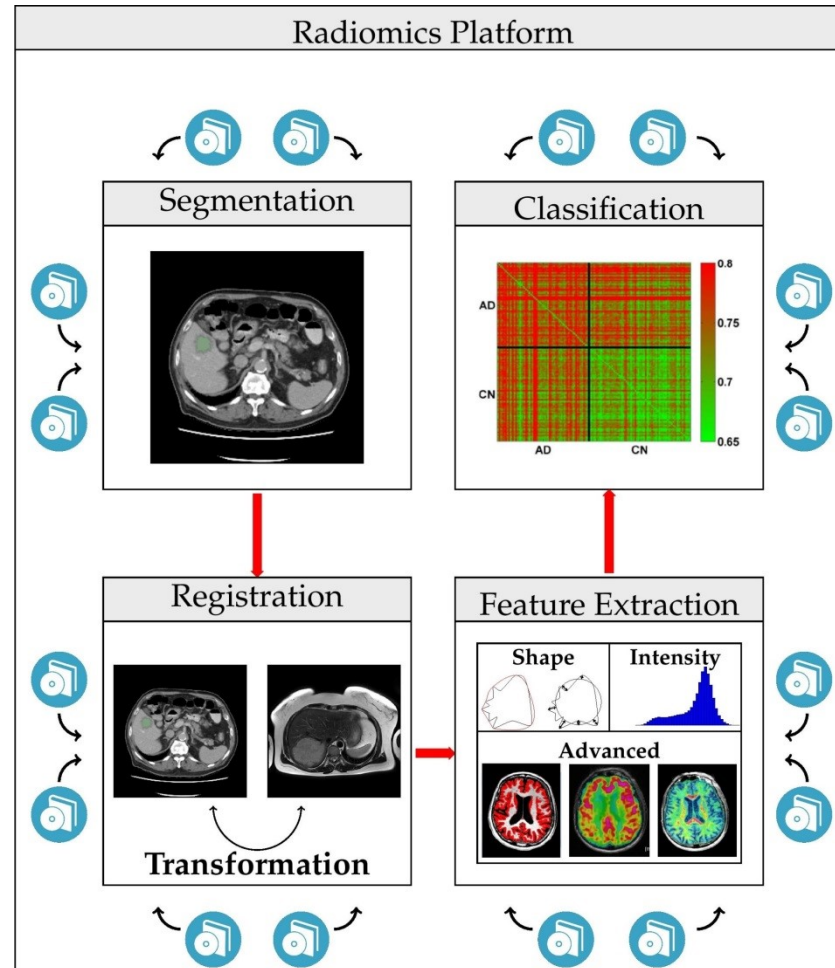 Radiomics Platform
Segmentation
Classification
0.8
0.75
0.7
0.65
AD
CN
AD CN
Registration
Transformation
Feature Extraction
Shape
Intensity
Advanced